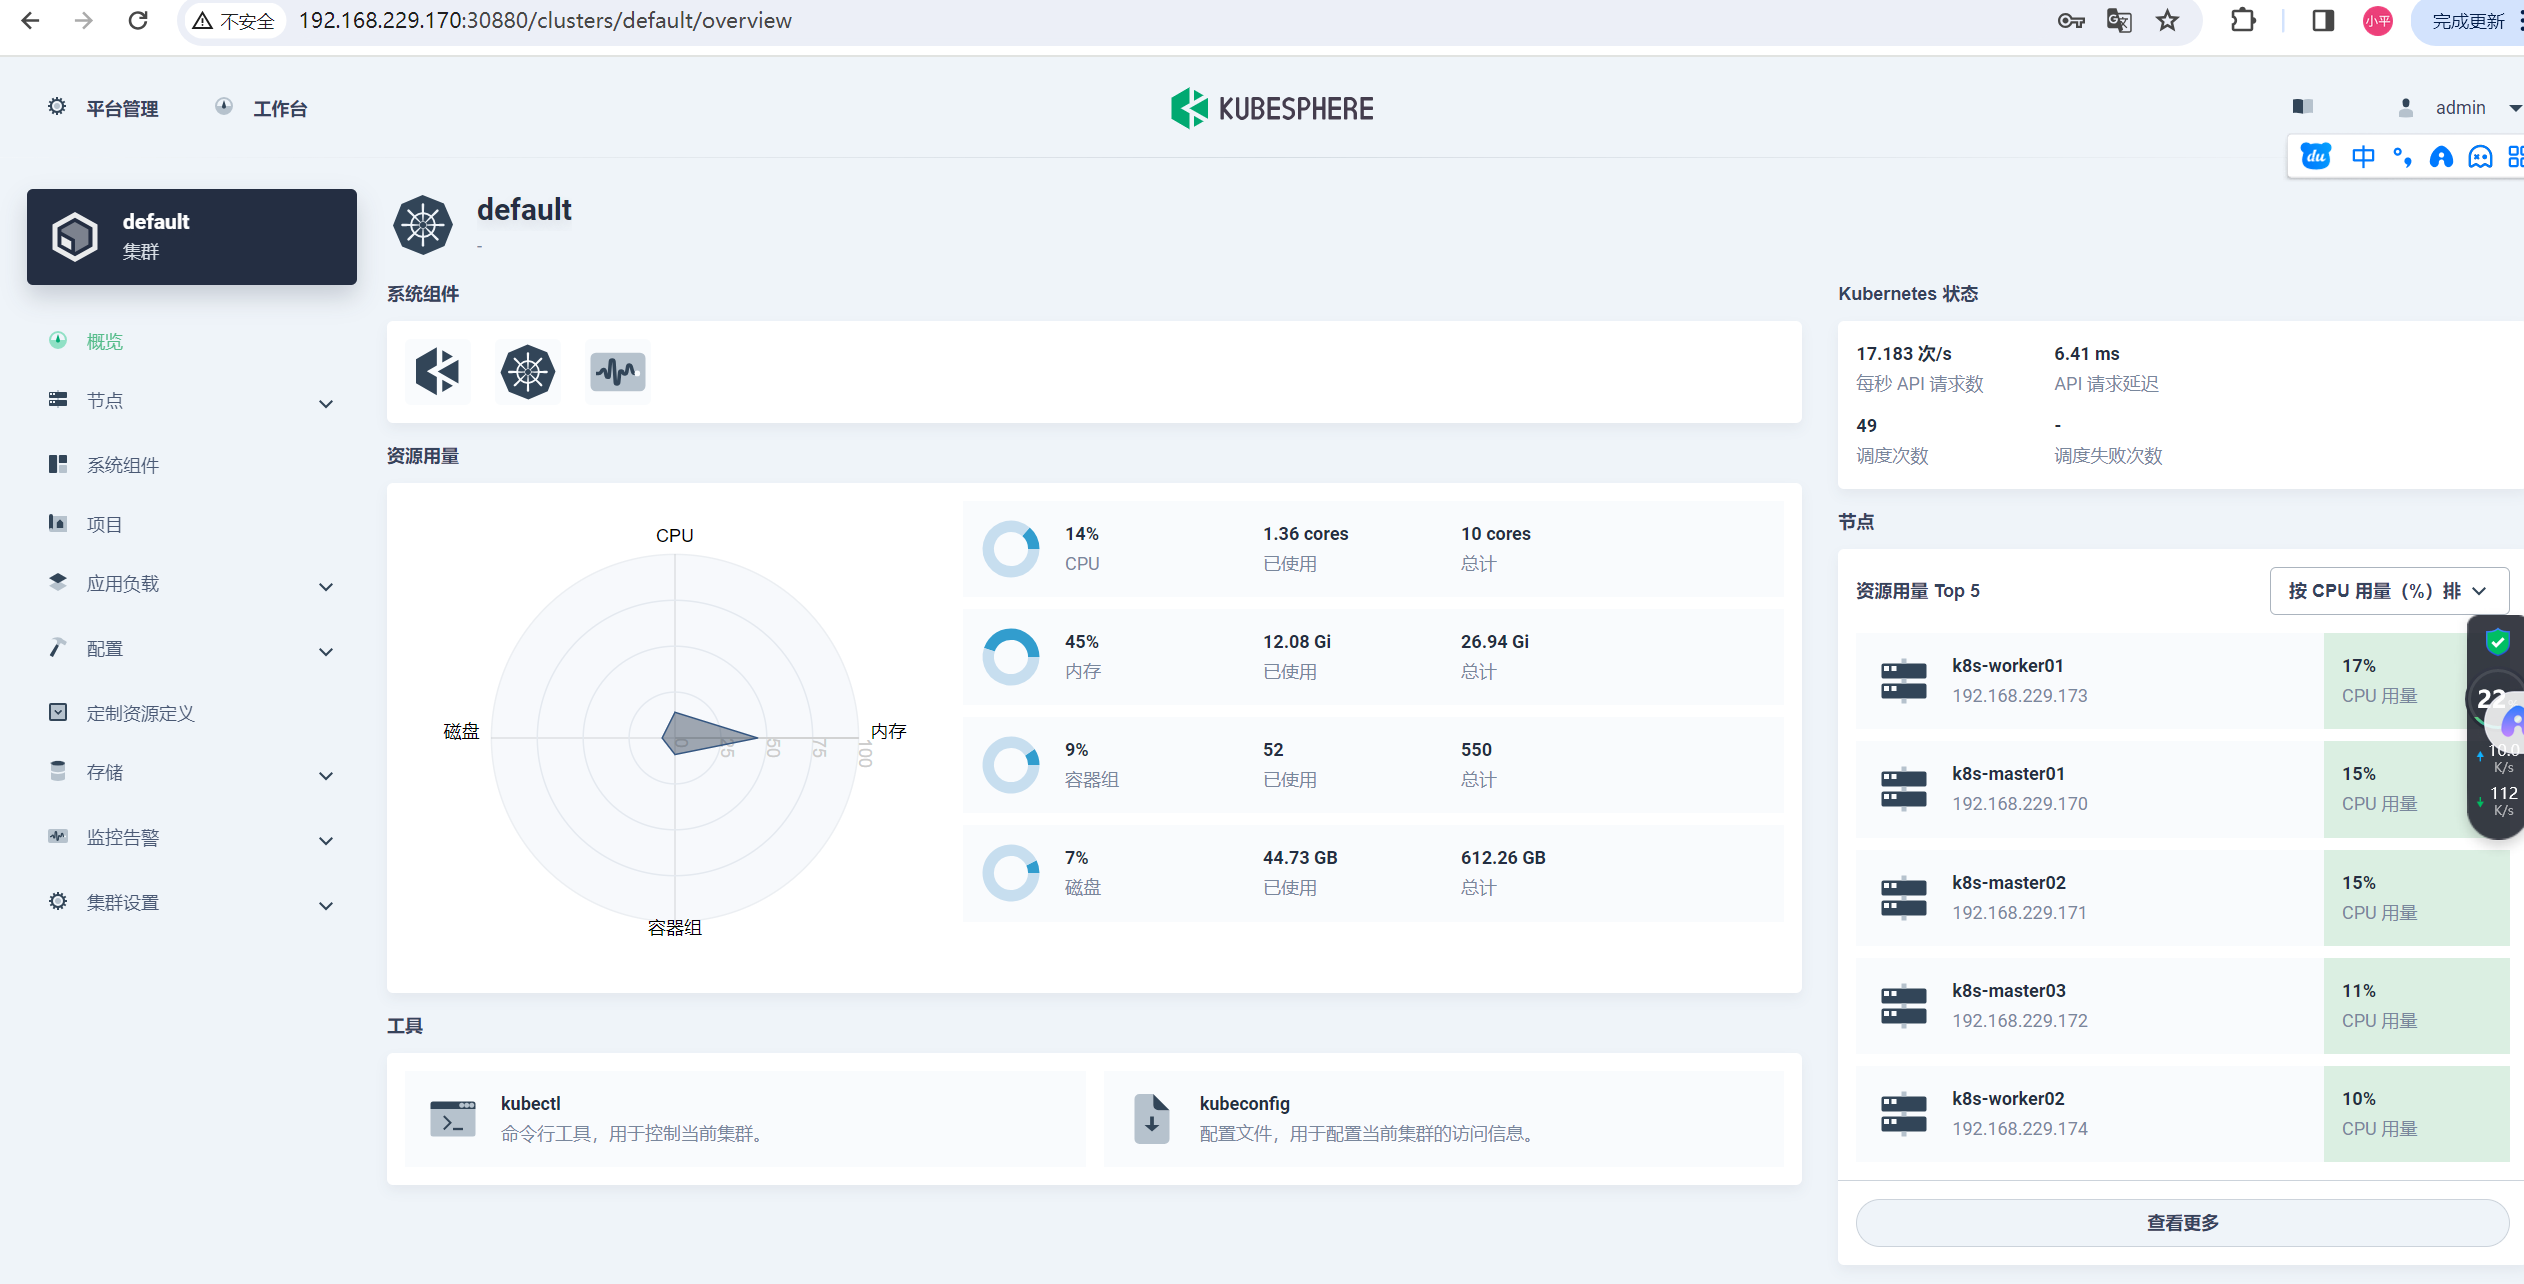 不安全
192.168.229.170:30880/clusters/default/overview
小平
完成更新
平台管理
工作台
KUBESPHERE
admin
du
中
default
集群
概览
节点
系统组件
项目
应用负载
配置
定制资源定义
存储
监控告警
集群设置
default
-
系统组件
资源用量
CPU
内存
容器组
磁盘
0
25
50
75
100
14%
CPU
1.36 cores
已使用
10 cores
总计
45%
内存
12.08 Gi
已使用
26.94 Gi
总计
9%
容器组
52
已使用
550
总计
7%
磁盘
44.73 GB
已使用
612.26 GB
总计
工具
kubectl
命令行工具，用于控制当前集群。
kubeconfig
配置文件，用于配置当前集群的访问信息。
Kubernetes 状态
17.183 次/s
每秒 API 请求数
6.41 ms
API 请求延迟
49
调度次数
-
调度失败次数
节点
资源用量 Top 5
按 CPU 用量（%）排
k8s-worker01
192.168.229.173
17%
CPU 用量
k8s-master01
192.168.229.170
15%
CPU 用量
k8s-master02
192.168.229.171
15%
CPU 用量
k8s-master03
192.168.229.172
11%
CPU 用量
k8s-worker02
192.168.229.174
10%
CPU 用量
查看更多
22
10.0
K/s
112
K/s